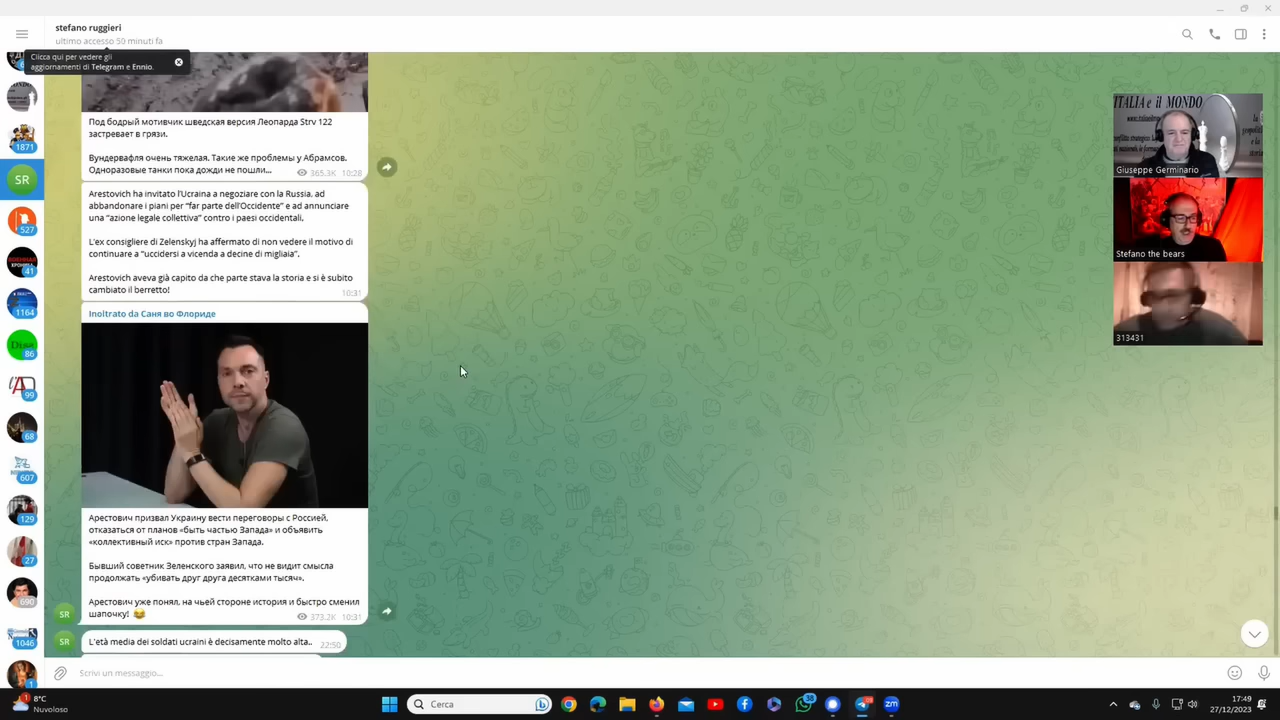 stefano ruggieri
ultimo accesso 50 minuti fa
Clicca qui per vedere gli
aggiornamenti di Telegram e Ennio.
1871
SR
527
41
1164
86
99
68
607
129
27
690
1046
1
Под бодрый мотивчик шведская версия Леопарда Strv 122
застревает в грязи.
Вундервафля очень тяжелая. Такие же проблемы у Абрамсов.
Одноразовые танки пока дожди не пошли...
365.3K 10:28
Arestovich ha invitato l'Ucraina a negoziare con la Russia, ad
abbandonare i piani per "far parte dell'Occidente" e ad annunciare
una "azione legale collettiva" contro i paesi occidentali.
L'ex consigliere di Zelenskyj ha affermato di non vedere il motivo di
continuare a "uccidersi a vicenda a decine di migliaia".
Arestovich aveva già capito da che parte stava la storia e si è subito
cambiato il berretto!
10:31
Inoltrato da Саня во Флориде
Арестович призвал Украину вести переговоры с Россией,
отказаться от планов «быть частью Запада» и объявить
«коллективный иск» против стран Запада.
Бывший советник Зеленского заявил, что не видит смысла
продолжать «убивать друг друга десятками тысяч».
Арестович уже понял, на чьей стороне история и быстро сменил
шапочку!
373.2K 10:31
SR
SR
L'età media dei soldati ucraini è decisamente molto alta..
22:50
Scrivi un messaggio...
ITALIA e il MONDO
Giuseppe Germinario
Stefano the bears
313431
8°C
Nuvoloso
Cerca
17:49
27/12/2023